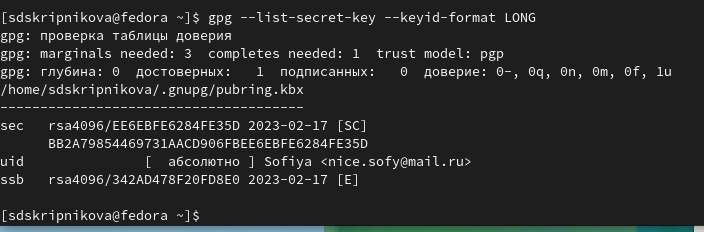 [sdskripnikova@fedora ~]$ gpg --list-secret-key --keyid-format LONG
gpg: проверка таблицы доверия
gpg: marginals needed: 3  completes needed: 1  trust model: pgp
gpg: глубина: 0  достоверных:   1  подписанных:   0  доверие: 0-, 0q, 0n, 0m, 0f, 1u
/home/sdskripnikova/.gnupg/pubring.kbx
--------------------------------------
sec   rsa4096/EE6EBFE6284FE35D 2023-02-17 [SC]
      BB2A79854469731AACD906FBEE6EBFE6284FE35D
uid              [  абсолютно ] Sofiya <nice.sofy@mail.ru>
ssb   rsa4096/342AD478F20FD8E0 2023-02-17 [E]
[sdskripnikova@fedora ~]$